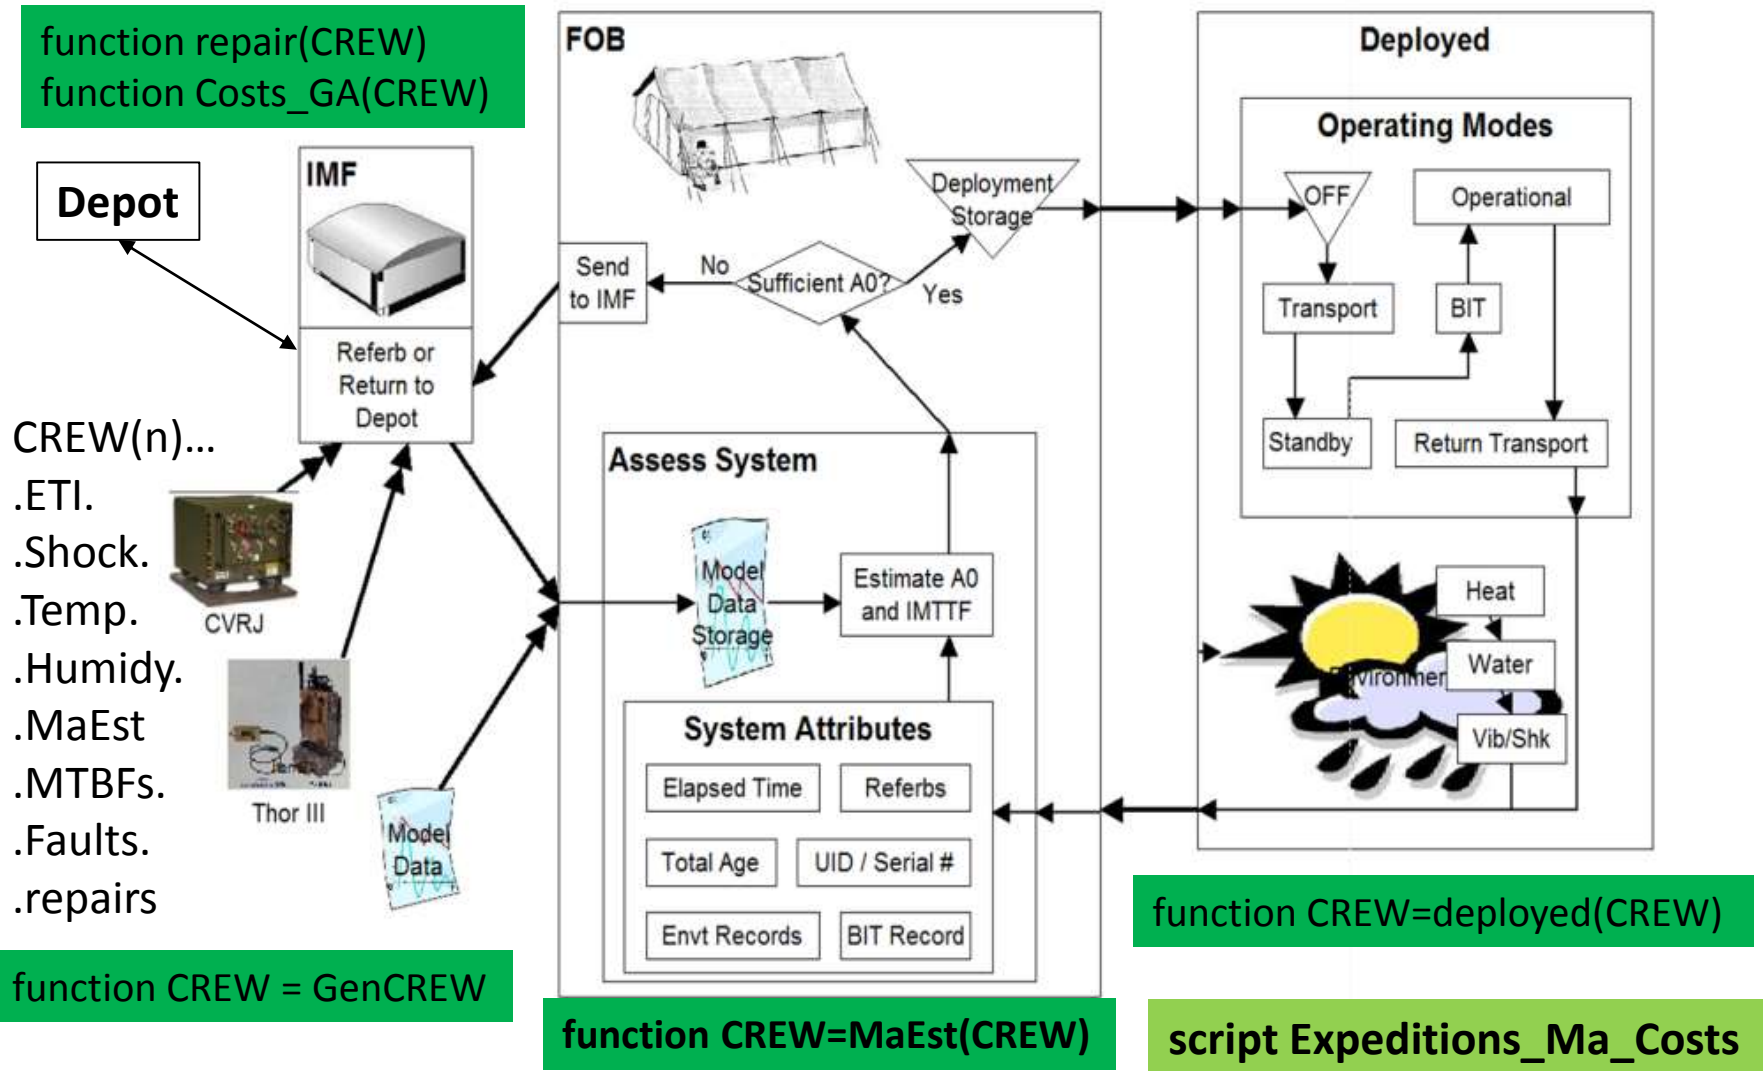 function repair(CREW)
function Costs_GA(CREW)
Depot
IMF
Referb or
Return to
Depot
CREW(n)...
.ETI.
.Shock.
.Temp.
.Humidy.
.MaEst
.MTBFs.
.Faults.
.repairs
CVRJ
Thor III
Model
Data
function CREW = GenCREW
FOB
Deployment
Storage
Send
to IMF
No
Sufficient A0?
Yes
Assess System
Model
Data
Storage
Estimate A0
and IMTTF
System Attributes
Elapsed Time
Referbs
Total Age
UID / Serial #
Envt Records
BIT Record
function CREW=MaEst(CREW)
Deployed
Operating Modes
OFF
Operational
Transport
BIT
Standby
Return Transport
Heat
Water
Vib/Shk
function CREW=deployed(CREW)
script Expeditions_Ma_Costs